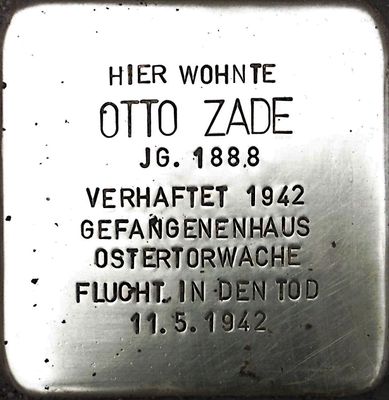 HIER WOHNTE
OTTO ZADE
JG. 1888
VERHAFTET 1942
GEFANGENENHAUS
OSTERTORWACHE
FLUCHT IN DEN TOD
11.5.1942